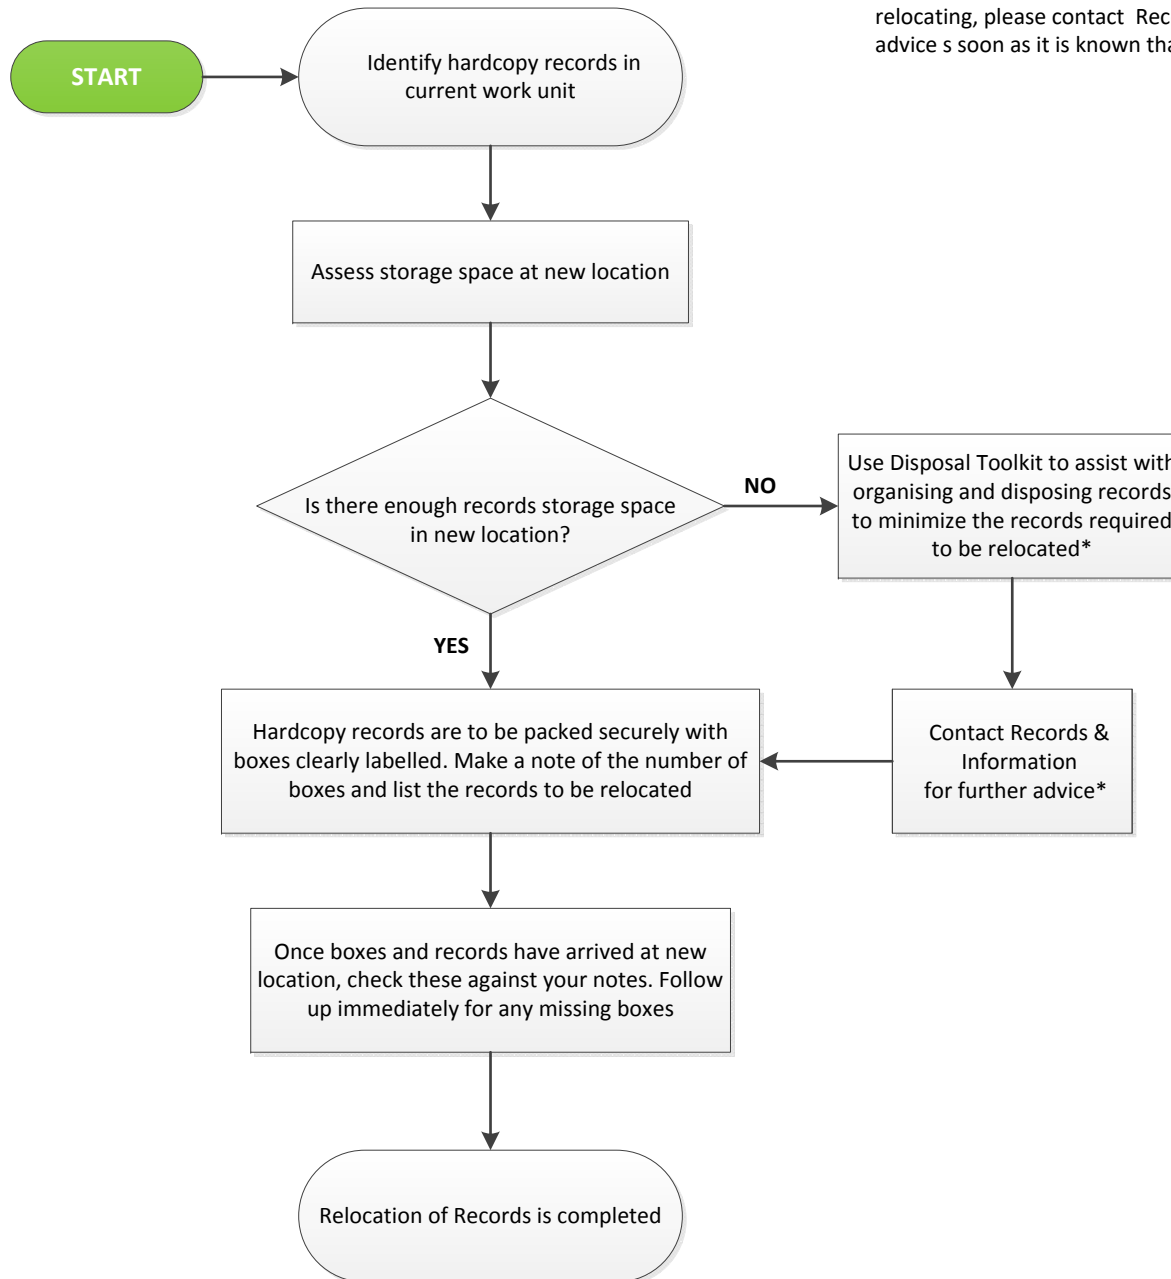 relocating, please contact
advice s soon as it is known
START
Identify hardcopy records in
current work unit
Assess storage space at new location
Is there enough records storage space
in new location?
NO
Use Disposal Toolkit to assist with
organising and disposing records
to minimize the records required
to be relocated*
YES
Hardcopy records are to be packed securely with
boxes clearly labelled. Make a note of the number of
boxes and list the records to be relocated
Contact Records &
Information
for further advice*
Once boxes and records have arrived at new
location, check these against your notes. Follow
up immediately for any missing boxes
Relocation of Records is completed